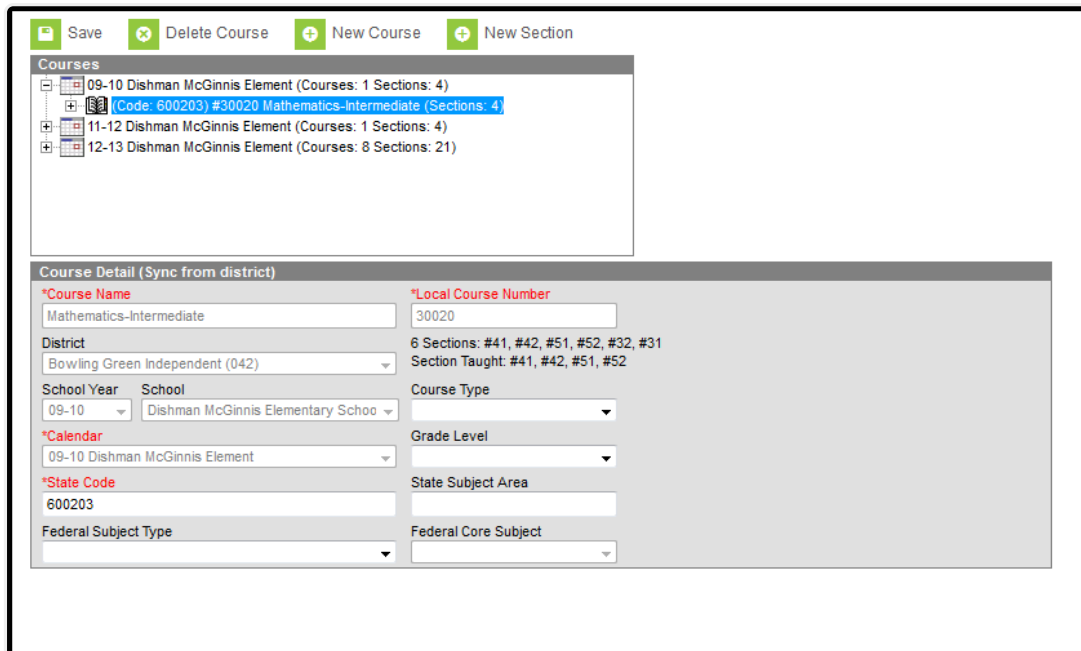 Save Delete Course New Course New Section
Courses
09-10 Dishman McGinnis Element (Courses: 1 Sections: 4)
(Code: 600203) #30020 Mathematics-Intermediate (Sections: 4)
11-12 Dishman McGinnis Element (Courses: 1 Sections: 4)
12-13 Dishman McGinnis Element (Courses: 8 Sections: 21)
Course Detail (Sync from district)
*Course Name *Local Course Number
Mathematics-Intermediate 30020
District 6 Sections: #41, #42, #51, #52, #32, #31
Bowling Green Independent (042) Section Taught: #41, #42, #51, #52
School Year School Course Type
09-10 Dishman McGinnis Elementary Schoo
*Calendar Grade Level
09-10 Dishman McGinnis Element
*State Code State Subject Area
600203
Federal Subject Type Federal Core Subject